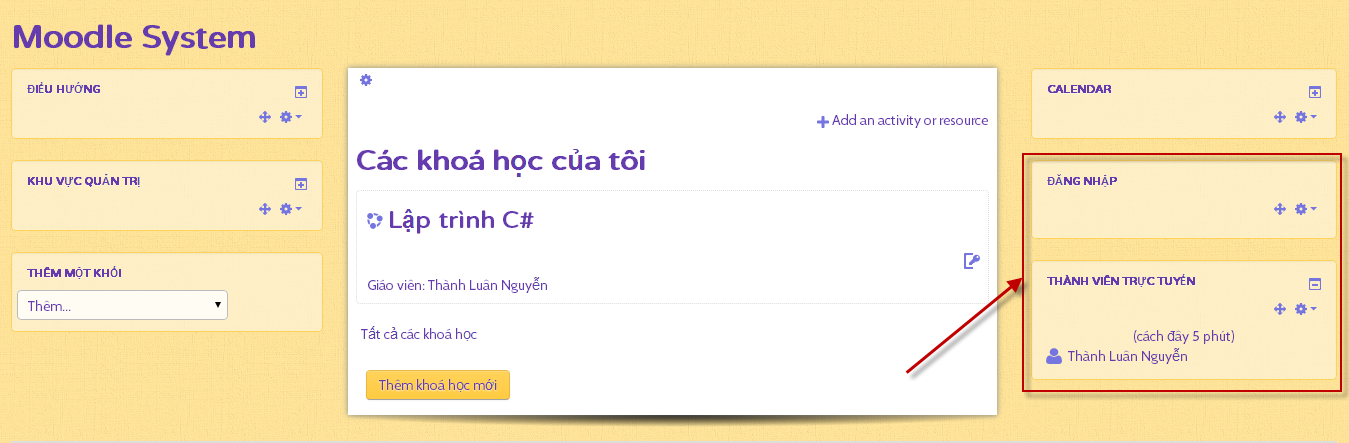 Moodle System
ĐIỀU HƯỚNG
KHU VỰC QUẢN TRỊ
THÊM MỘT KHỐI
Thêm...
Add an activity or resource
Các khoá học của tôi
Lập trình C#
Giáo viên: Thành Luân Nguyễn
Tất cả các khoá học
Thêm khoá học mới
CALENDAR
ĐĂNG NHẬP
THÀNH VIÊN TRỰC TUYẾN
(cách đây 5 phút)
Thành Luân Nguyễn